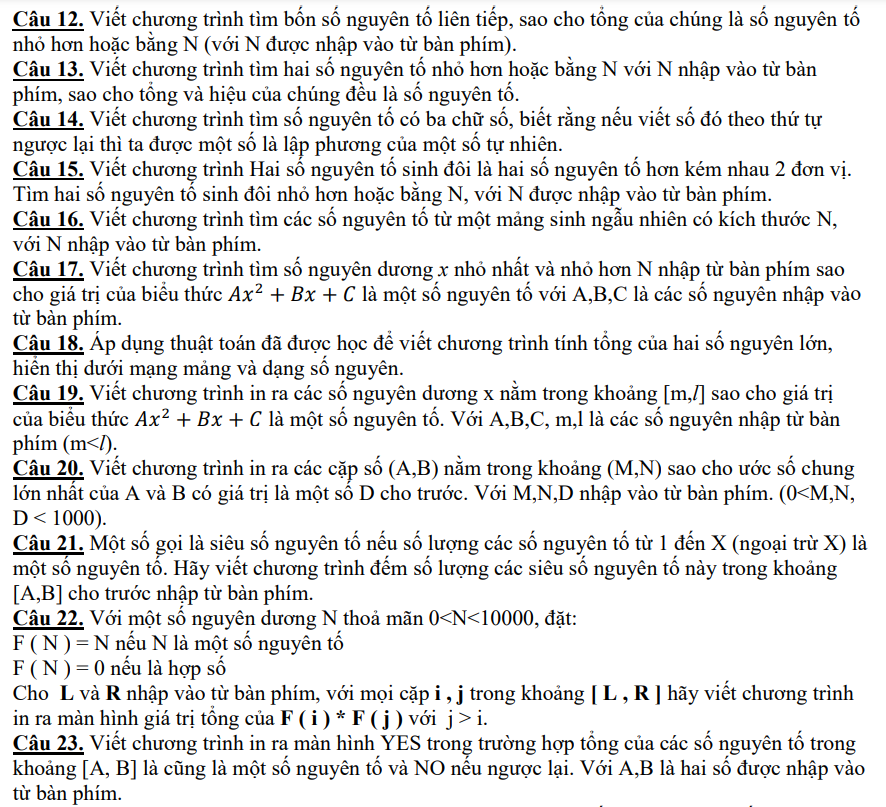 Câu 12. Viết chương trình tìm bốn số nguyên tố liên tiếp, sao cho tổng của chúng là số nguyên tố
nhỏ hơn hoặc bằng N (với N được nhập vào từ bàn phím).
Câu 13. Viết chương trình tìm hai số nguyên tố nhỏ hơn hoặc bằng N với N nhập vào từ bàn
phím, sao cho tổng và hiệu của chúng đều là số nguyên tố.
Câu 14. Viết chương trình tìm số nguyên tố có ba chữ số, biết rằng nếu viết số đó theo thứ tự
ngược lại thì ta được một số là lập phương của một số tự nhiên.
Câu 15. Viết chương trình Hai số nguyên tố sinh đôi là hai số nguyên tố hơn kém nhau 2 đơn vị.
Tìm hai số nguyên tố sinh đôi nhỏ hơn hoặc bằng N, với N được nhập vào từ bàn phím.
Câu 16. Viết chương trình tìm các số nguyên tố từ một mảng sinh ngẫu nhiên có kích thước N,
với N nhập vào từ bàn phím.
Câu 17. Viết chương trình tìm số nguyên dương x nhỏ nhất và nhỏ hơn N nhập từ bàn phím sao
cho giá trị của biểu thức Ax² + Bx + C là một số nguyên tố với A,B,C là các số nguyên nhập vào
từ bàn phím.
Câu 18. Áp dụng thuật toán đã được học để viết chương trình tính tổng của hai số nguyên lớn,
hiển thị dưới mạng mảng và dạng số nguyên.
Câu 19. Viết chương trình in ra các số nguyên dương x nằm trong khoảng [m,l] sao cho giá trị
của biểu thức Ax² + Bx + C là một số nguyên tố. Với A,B,C, m,l là các số nguyên nhập từ bàn
phím (m<l).
Câu 20. Viết chương trình in ra các cặp số (A,B) nằm trong khoảng (M,N) sao cho ước số chung
lớn nhất của A và B có giá trị là một số D cho trước. Với M,N,D nhập vào từ bàn phím. (0<M,N,
D < 1000).
Câu 21. Một số gọi là siêu số nguyên tố nếu số lượng các số nguyên tố từ 1 đến X (ngoại trừ X) là
một số nguyên tố. Hãy viết chương trình đếm số lượng các siêu số nguyên tố này trong khoảng
[A,B] cho trước nhập từ bàn phím.
Câu 22. Với một số nguyên dương N thoả mãn 0<N<10000, đặt:
F ( N ) = N nếu N là một số nguyên tố
F ( N ) = 0 nếu là hợp số
Cho L và R nhập vào từ bàn phím, với mọi cặp i , j trong khoảng [ L , R ] hãy viết chương trình
in ra màn hình giá trị tổng của F ( i ) * F ( j ) với j > i.
Câu 23. Viết chương trình in ra màn hình YES trong trường hợp tổng của các số nguyên tố trong
khoảng [A, B] là cũng là một số nguyên tố và NO nếu ngược lại. Với A,B là hai số được nhập vào
từ bàn phím.